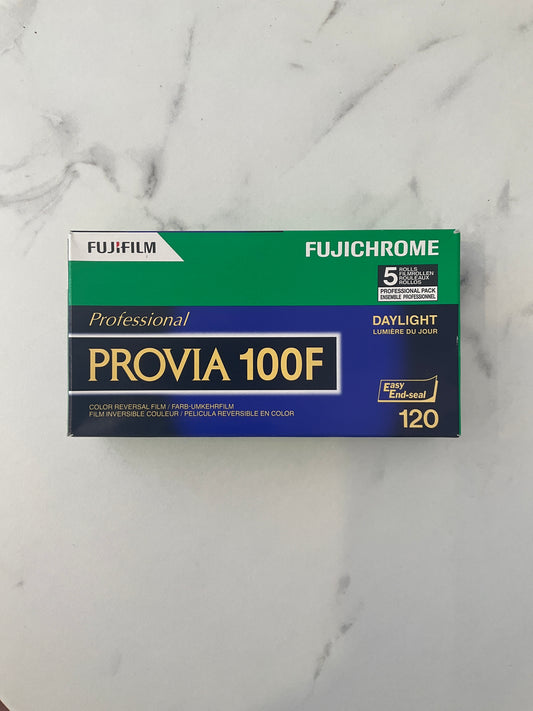 FUJIFILM
FUJICHROME
5 ROLLS
FILMROLLEN
ROULEAUX
ROLLOS
PROFESSIONAL PACK
ENSEMBLE PROFESSIONNEL
Professional
DAYLIGHT
LUMIÈRE DU JOUR
PROVIA 100F
Easy
End-seal
COLOR REVERSAL FILM / FARB-UMKEHRFILM
FILM INVERSIBLE COULEUR / PELICULA REVERSIBLE EN COLOR
120